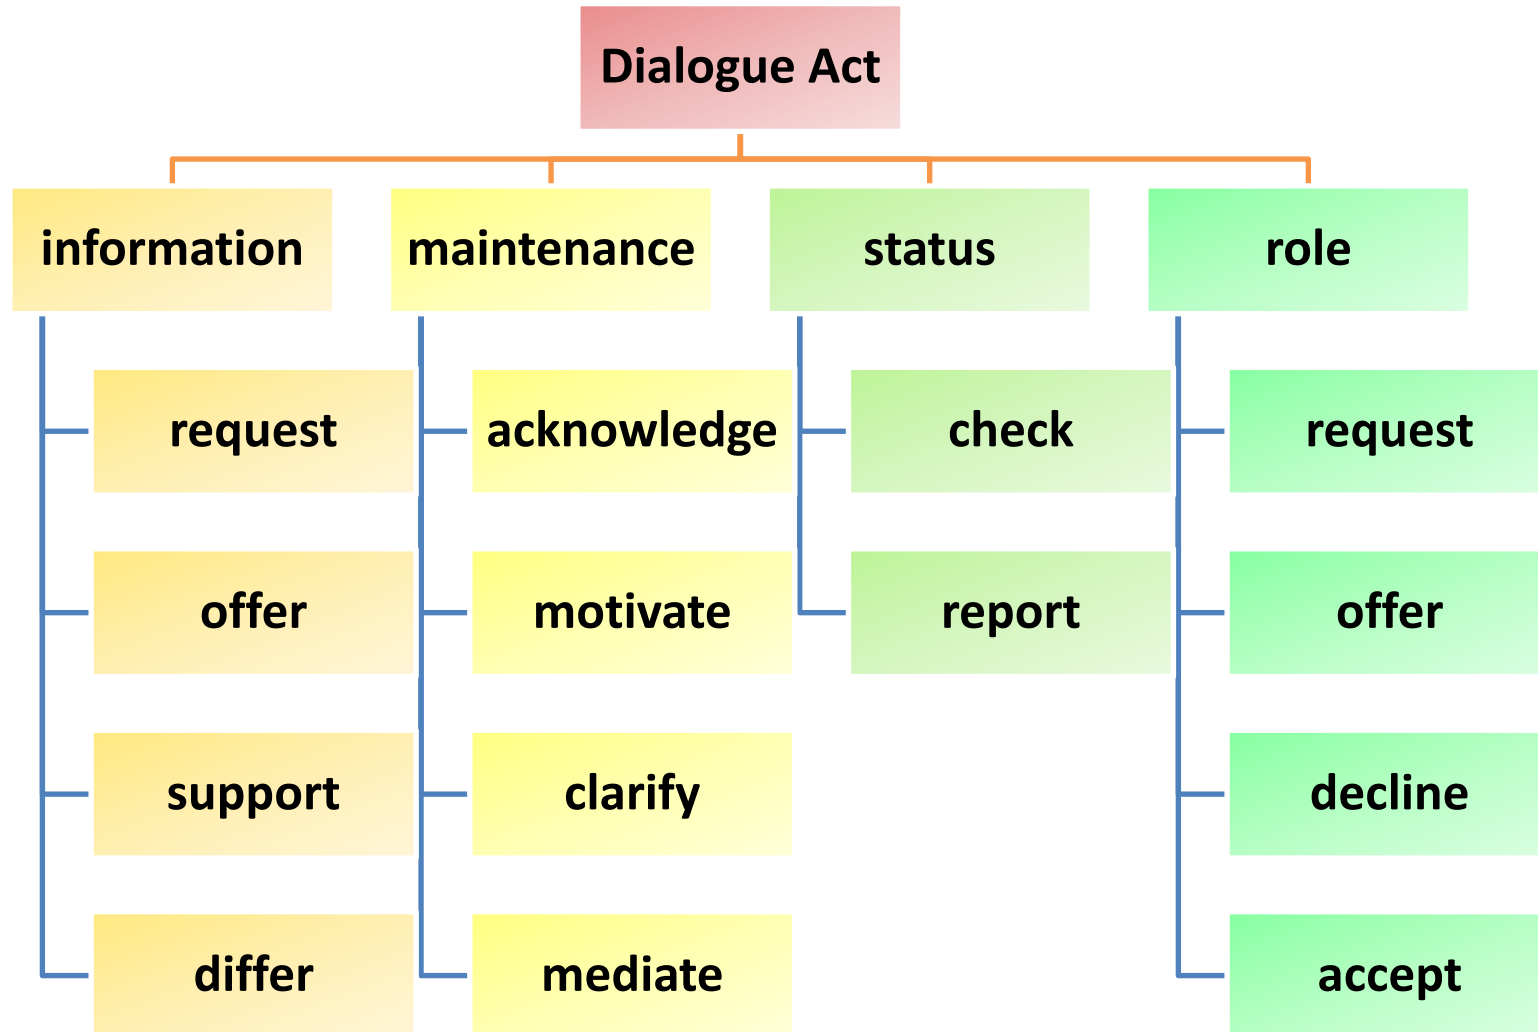 Dialogue Act
information
maintenance
status
role
request
acknowledge
check
request
offer
motivate
report
offer
support
clarify
decline
differ
mediate
accept